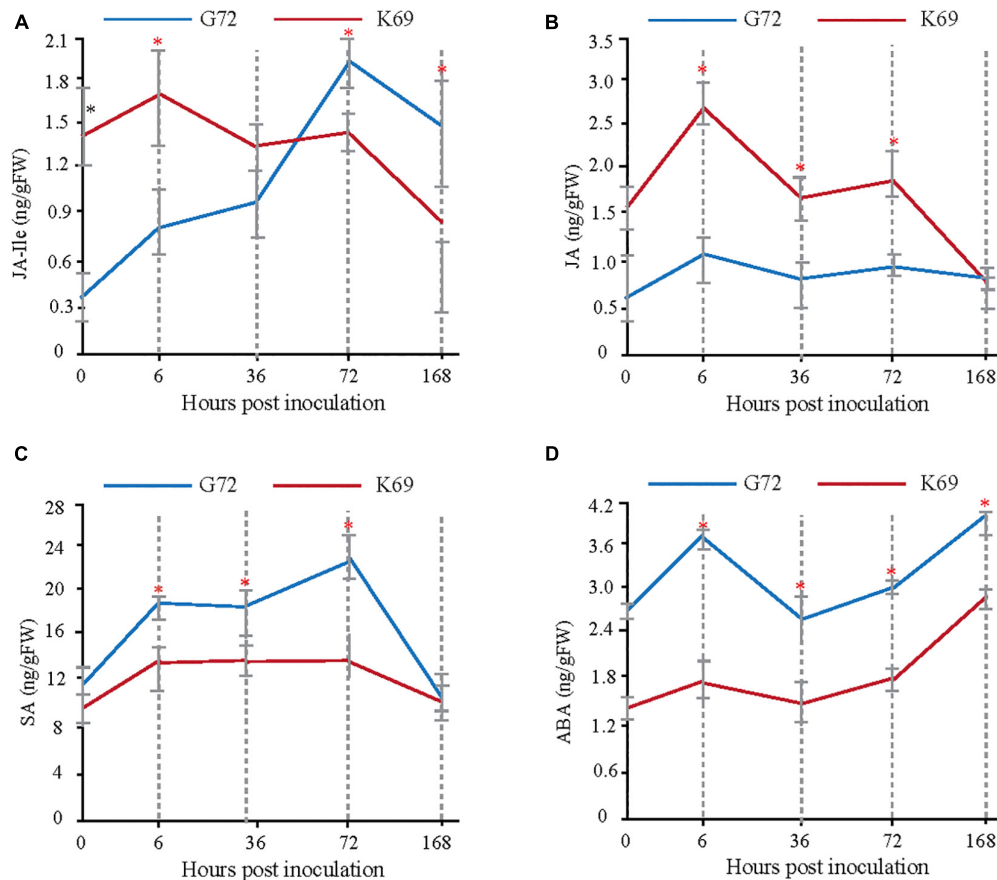 A
G72 K69
2.1
1.8
1.5
1.2
0.9
0.6
0.3
0
JA-Ile (ng/gFW)
* * * *
0 6 36 72 168
Hours post inoculation
B
G72 K69
3.5
3.0
2.5
2.0
1.5
1.0
0.5
0
JA (ng/gFW)
* * *
0 6 36 72 168
Hours post inoculation
C
G72 K69
28
24
20
16
12
8
4
0
SA (ng/gFW)
* * *
0 6 36 72 168
Hours post inoculation
D
G72 K69
4.2
3.6
3.0
2.4
1.8
1.2
0.6
0
ABA (ng/gFW)
* * * *
0 6 36 72 168
Hours post inoculation